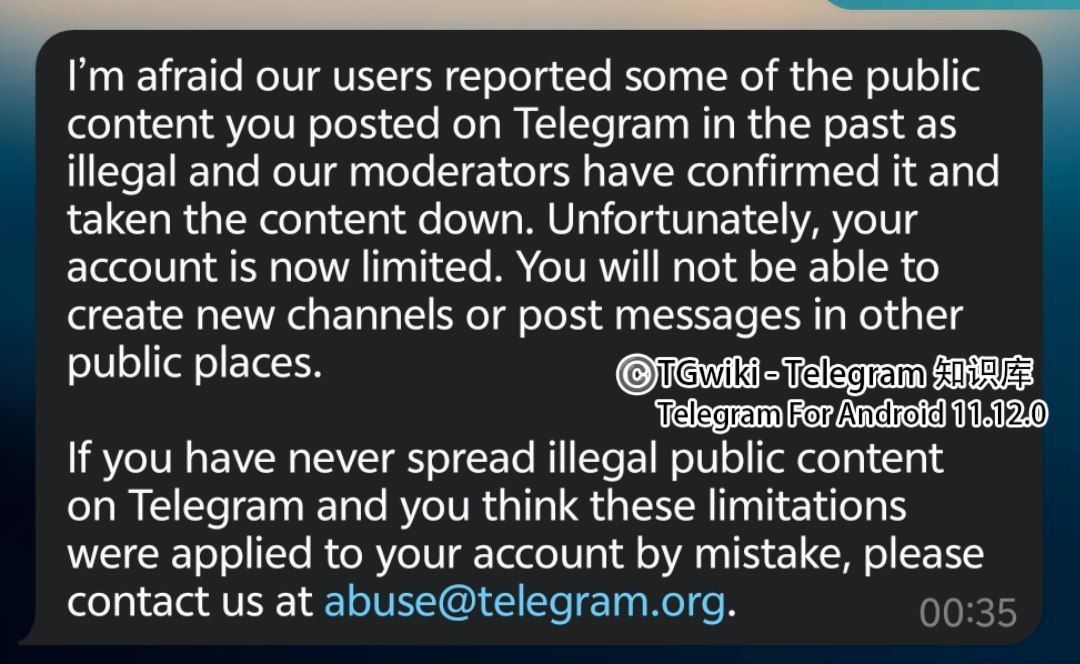 I'm afraid our users reported some of the public
content you posted on Telegram in the past as
illegal and our moderators have confirmed it and
taken the content down. Unfortunately, your
account is now limited. You will not be able to
create new channels or post messages in other
public places.
©TGwiki - Telegram 知识库
Telegram For Android 11.12.0
If you have never spread illegal public content
on Telegram and you think these limitations
were applied to your account by mistake, please
contact us at abuse@telegram.org.
00:35